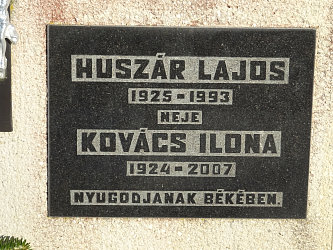 HUSZÁR LAJOS
1925-1993
NEJE
KOVÁCS ILONA
1924-2007
NYUGODJANAK BÉKÉBEN.